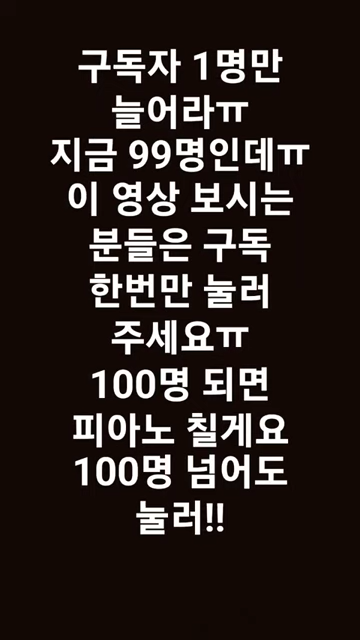 구독자 1명만
늘어라ㅠ
지금 99명인데ㅠ
이 영상 보시는
분들은 구독
한번만 눌러
주세요ㅠ
100명 되면
피아노 칠게요
100명 넘어도
눌러!!